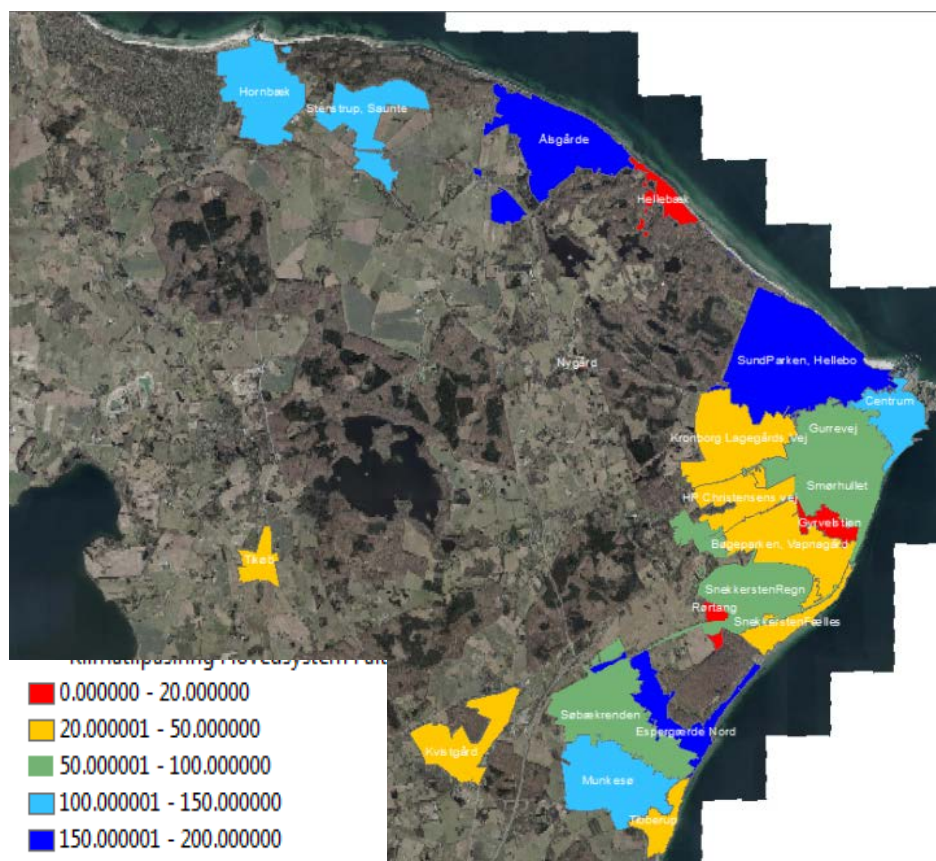 Hornbæk
Stenstrup, Saunte
Ålsgårde
Hellebæk
Nygård
SundParken, Hellebo
Centrum
Gurrevej
Kronborg Lagegårds Vej
Smørhullet
HP Christensens vej
Gyrvelstien
Bøgeparken, Vapnagård
Tikøb
SnekkerstenRegn
Rørtang
SnekkerstenFælles
Søbækrenden
Espergærde Nord
Kvistgård
Munkesø
Tibberup
0.000000 - 20.000000
20.000001 - 50.000000
50.000001 - 100.000000
100.000001 - 150.000000
150.000001 - 200.000000